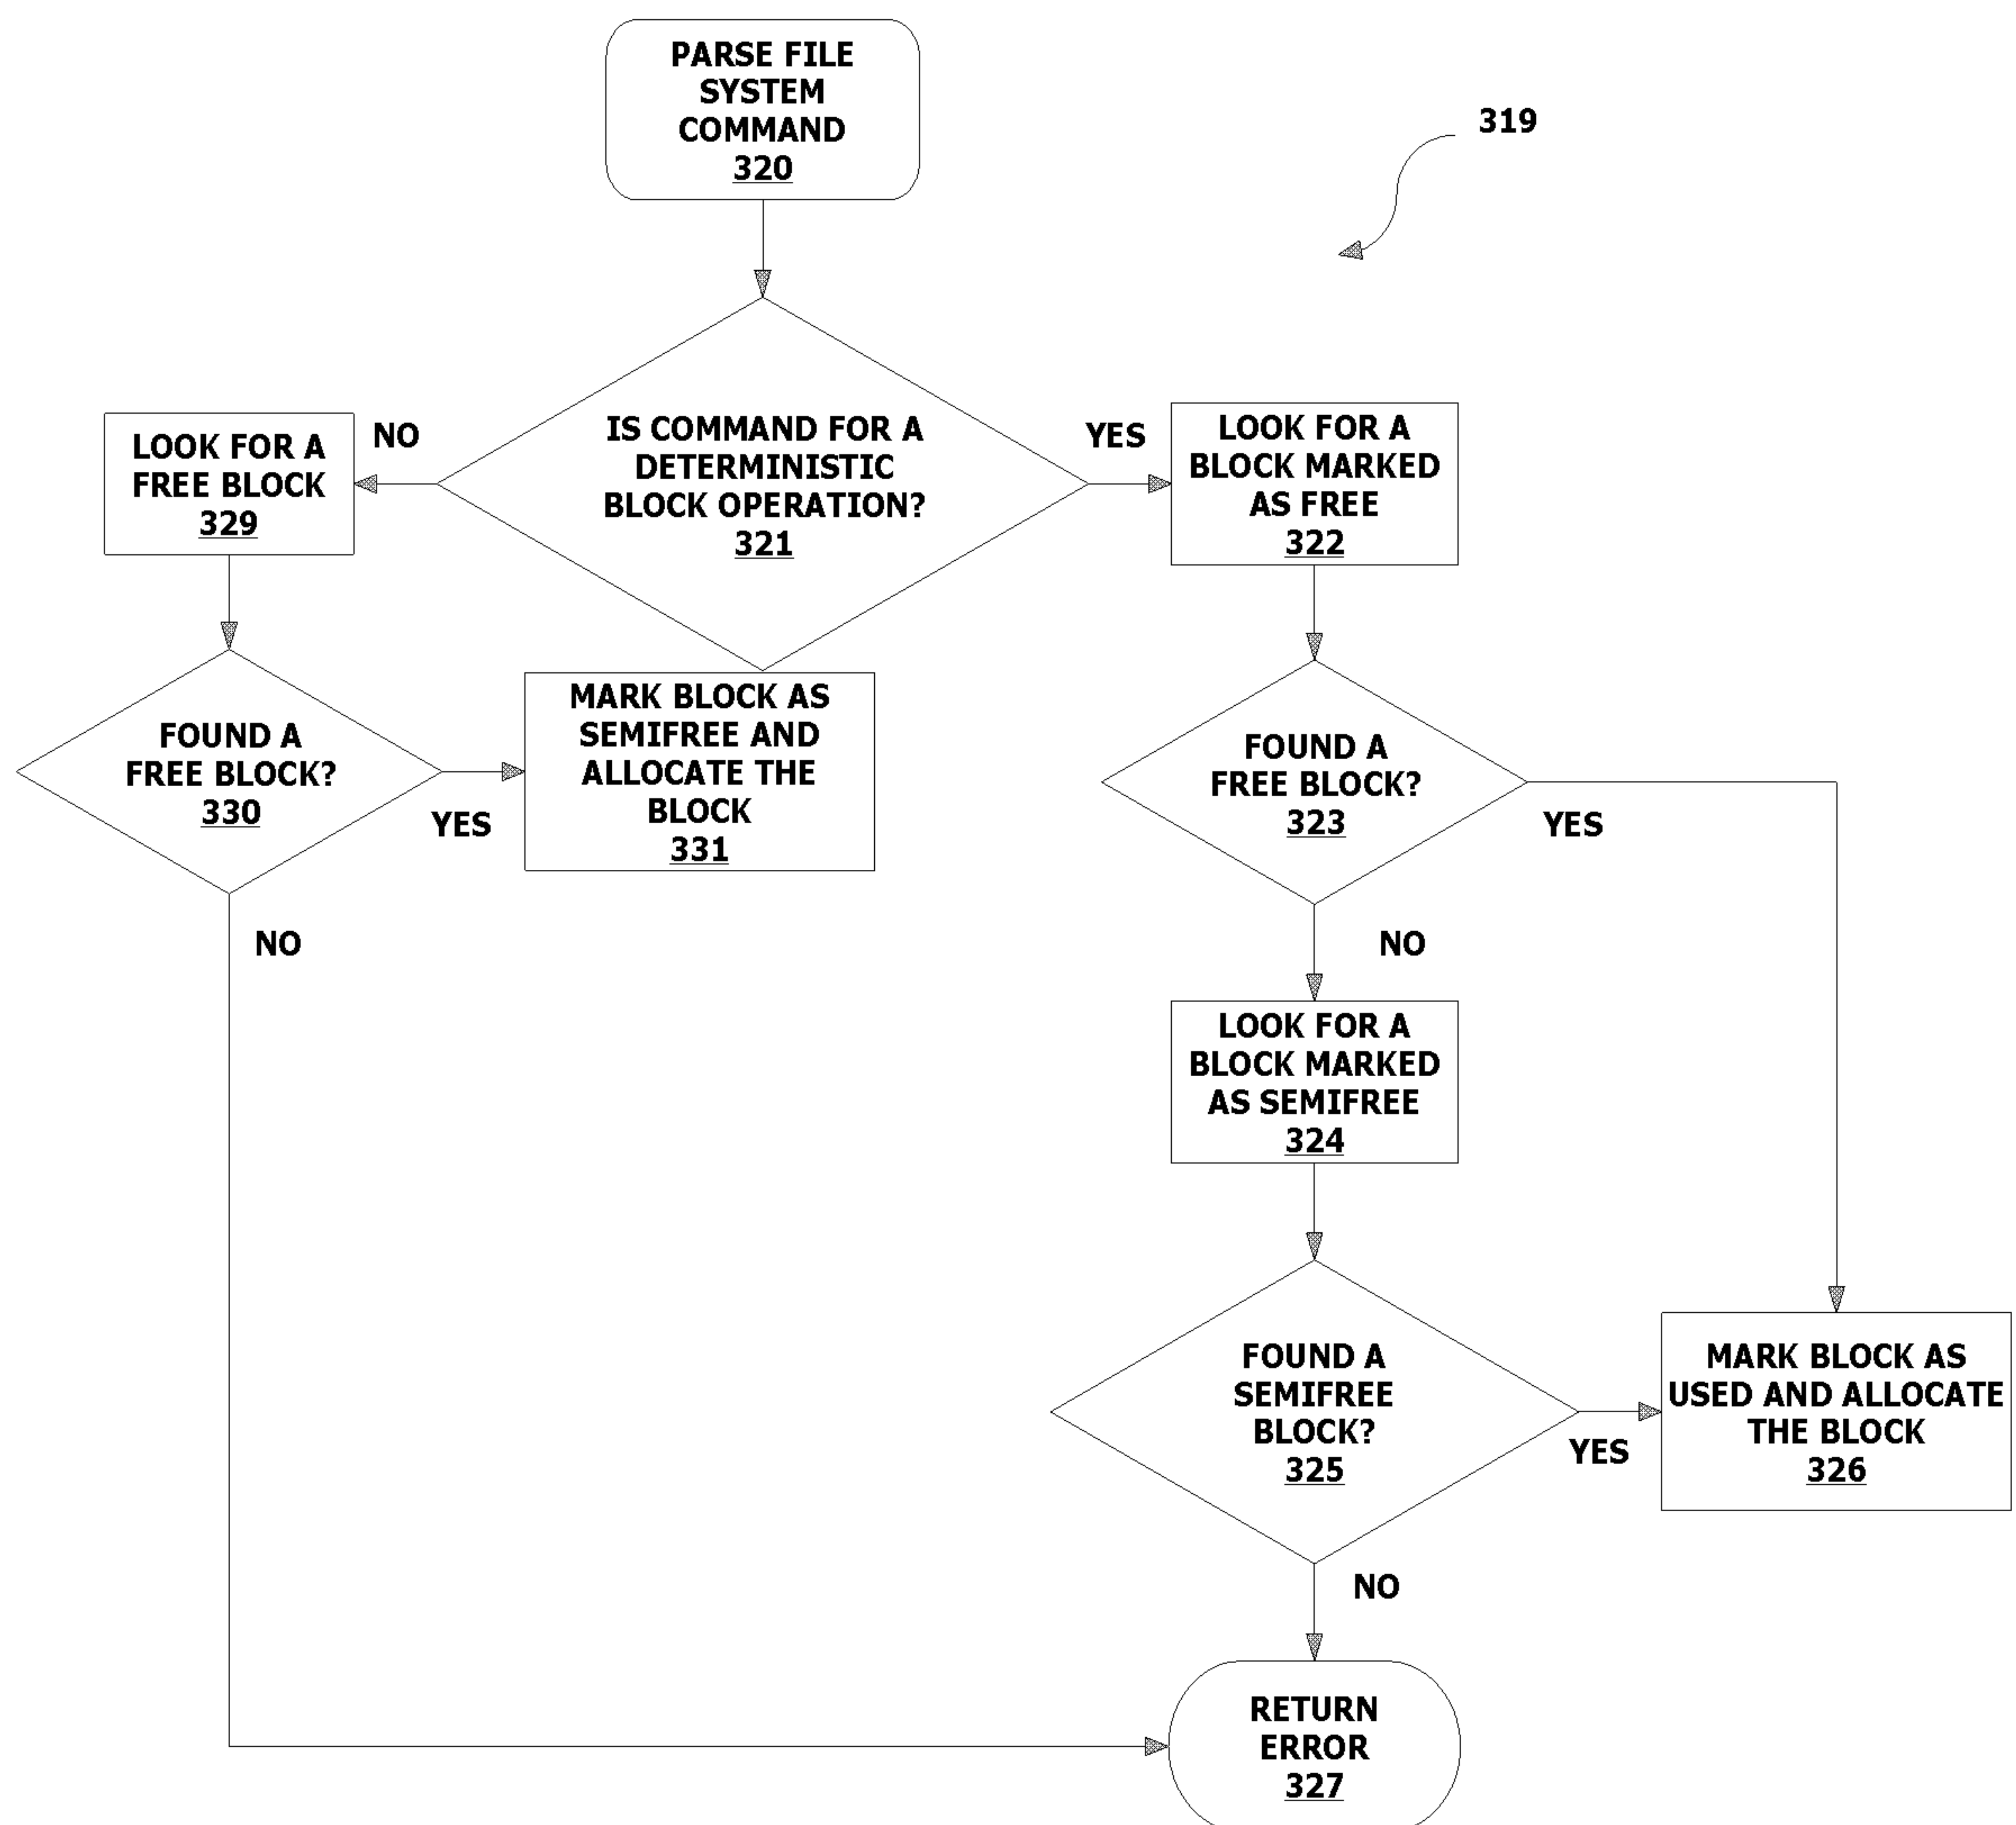 PARSE FILE
SYSTEM
COMMAND
320
319
IS COMMAND FOR A
DETERMINISTIC
BLOCK OPERATION?
321
NO
YES
LOOK FOR A
FREE BLOCK
329
LOOK FOR A
BLOCK MARKED
AS FREE
322
FOUND A
FREE BLOCK?
330
YES
NO
MARK BLOCK AS
SEMIFREE AND
ALLOCATE THE
BLOCK
331
FOUND A
FREE BLOCK?
323
YES
NO
LOOK FOR A
BLOCK MARKED
AS SEMIFREE
324
FOUND A
SEMIFREE
BLOCK?
325
YES
NO
MARK BLOCK AS
USED AND ALLOCATE
THE BLOCK
326
RETURN
ERROR
327